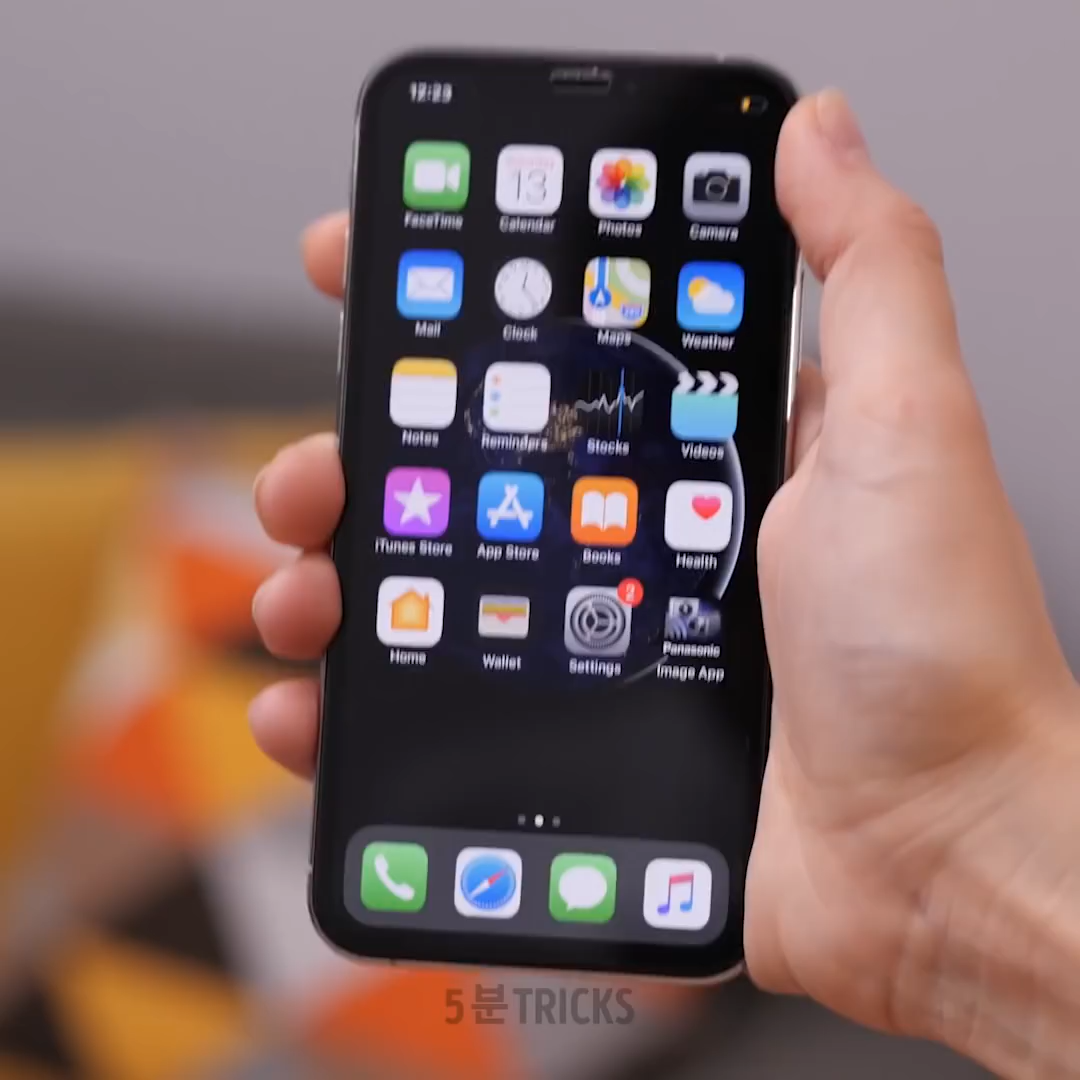 12:23
FaceTime
13
Calendar
Photos
Camera
Mail
Clock
Maps
Weather
Notes
Reminders
Stocks
Videos
iTunes Store
App Store
Books
Health
Home
Wallet
2
Settings
Panasonic
Image App
5분TRICKS